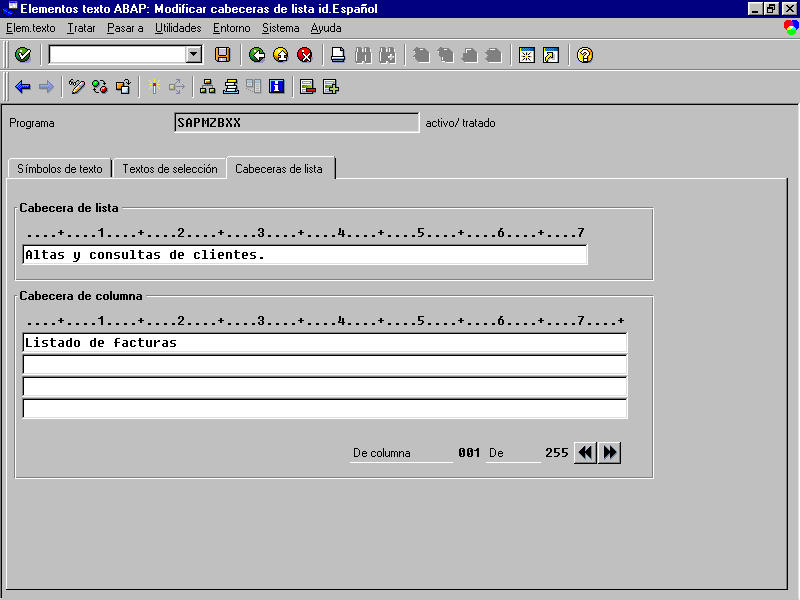 Elementos texto ABAP: Modificar cabeceras de lista id.Español
Elem.texto Tratar Pasar a Utilidades Entorno Sistema Ayuda
Programa SAPMZBXX activo/ tratado
Símbolos de texto Textos de selección Cabeceras de lista
Cabecera de lista
....+....1....+....2....+....3....+....4....+....5....+....6....+....7
Altas y consultas de clientes.
Cabecera de columna
....+....1....+....2....+....3....+....4....+....5....+....6....+....7....+
Listado de facturas
De columna 001 De 255